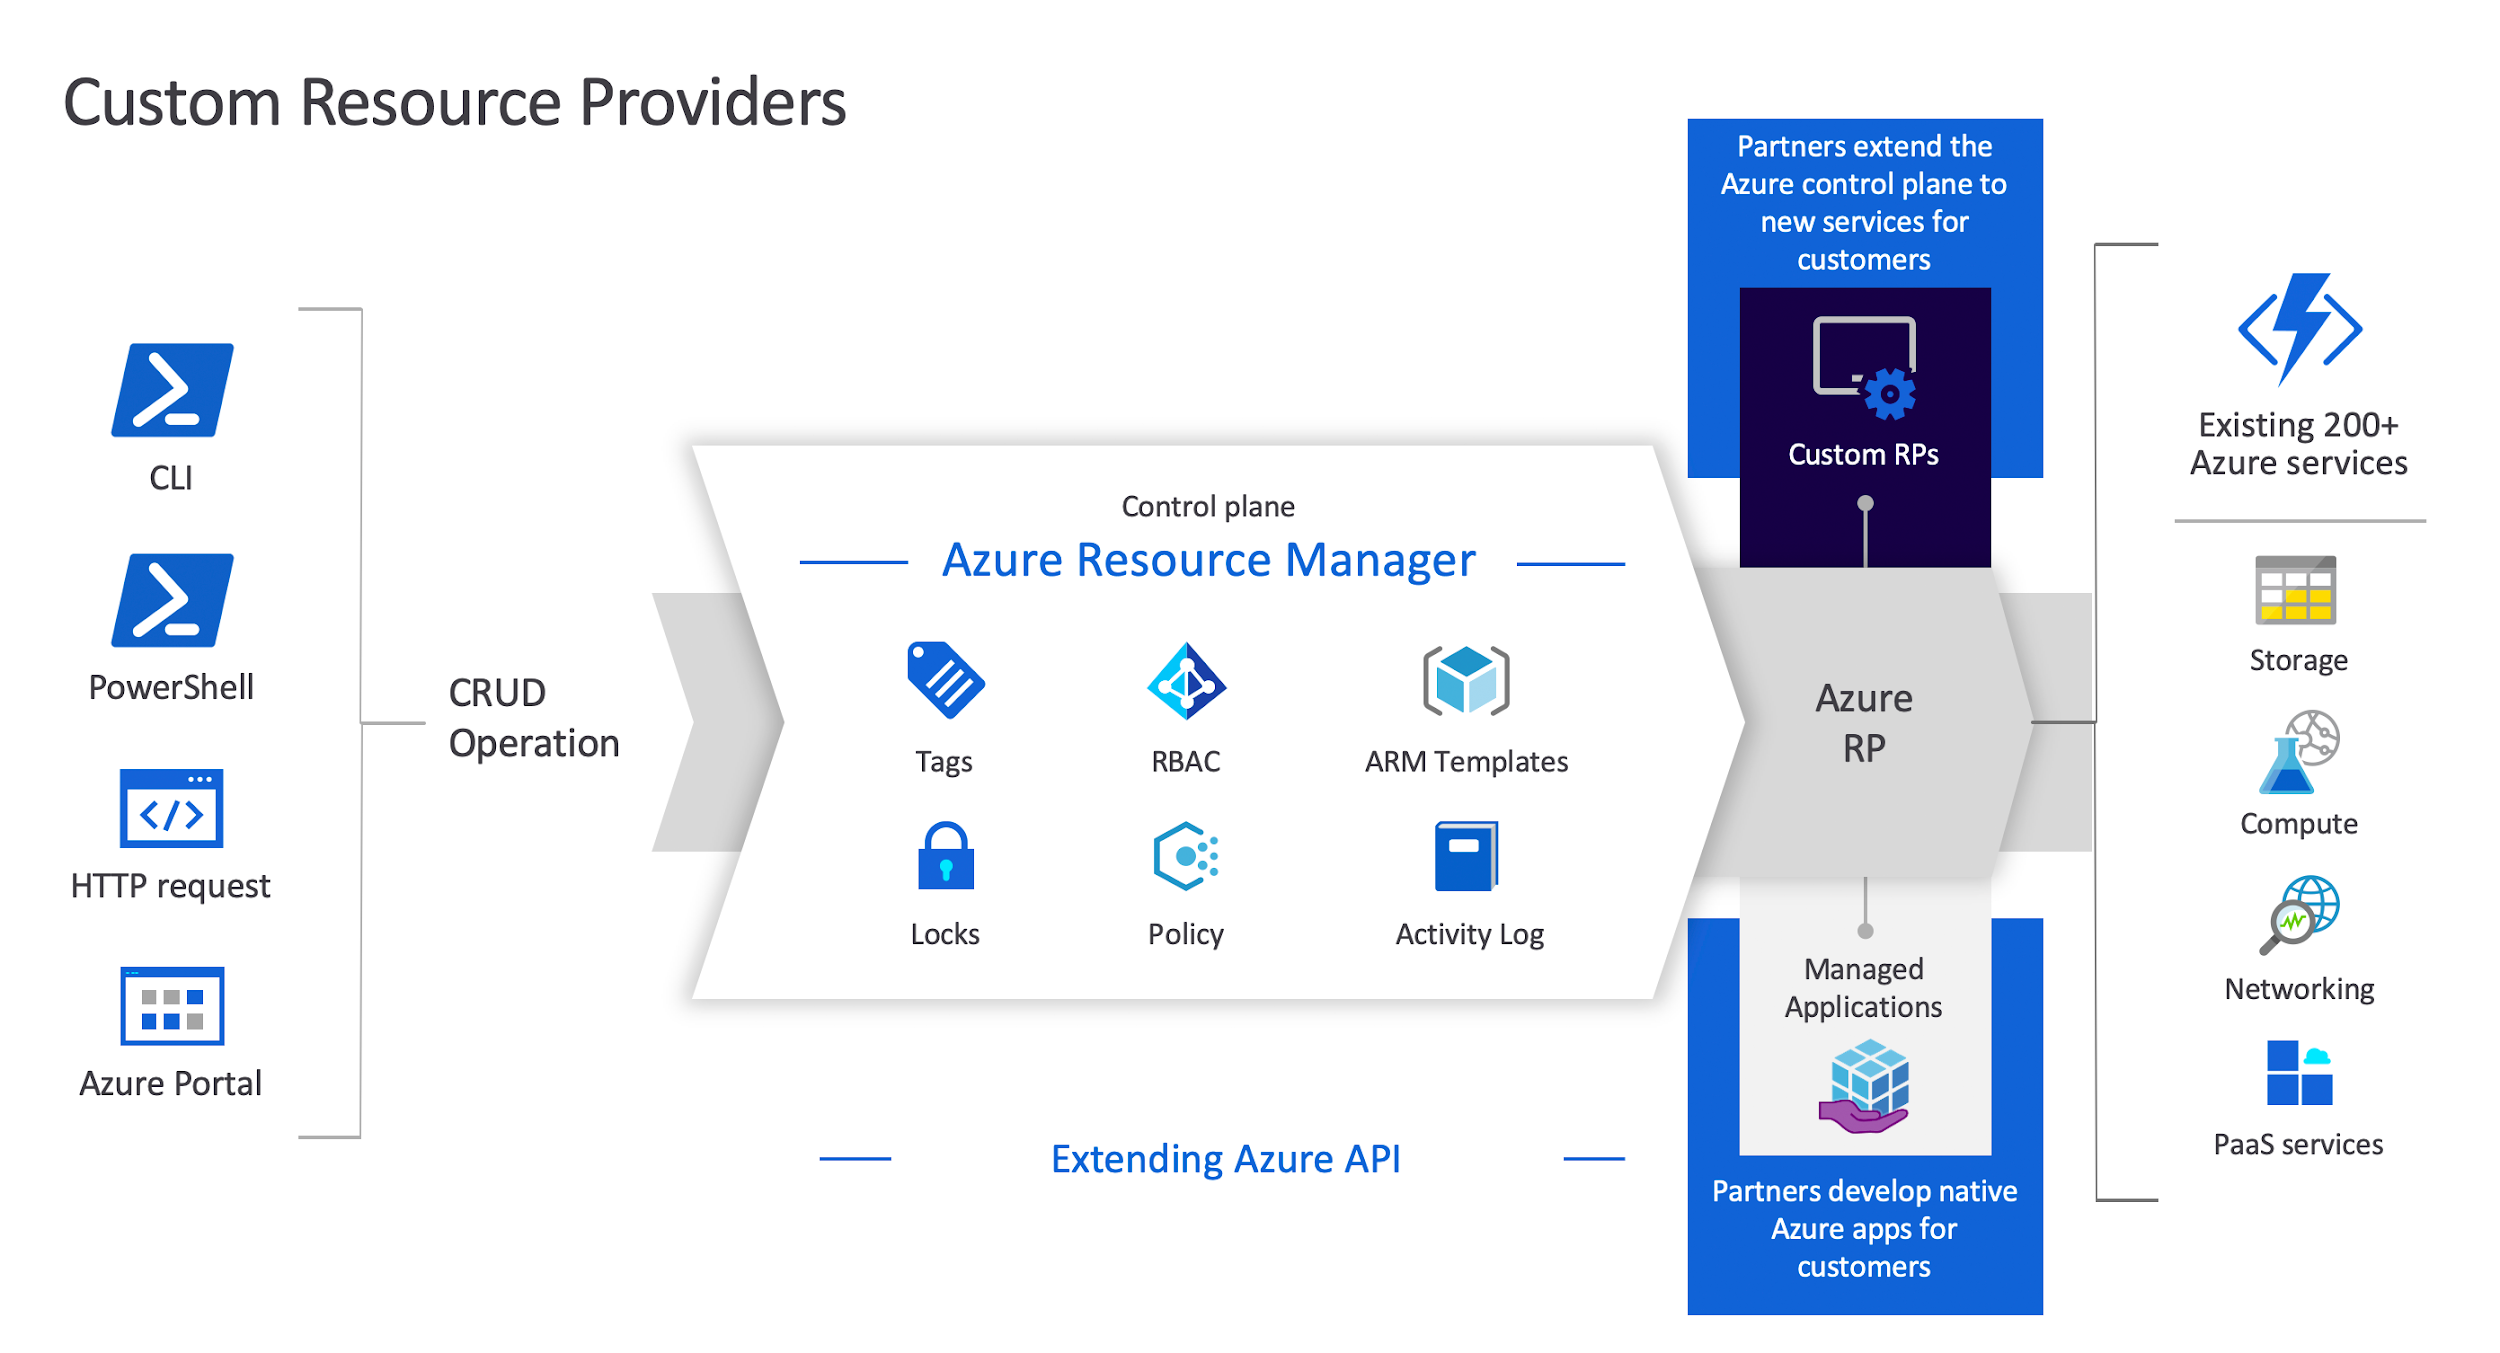 Custom Resource Providers
CLI
PowerShell
HTTP request
Azure Portal
CRUD
Operation
Control plane
Azure Resource Manager
Tags
RBAC
ARM Templates
Locks
Policy
Activity Log
Extending Azure API
Partners extend the
Azure control plane to
new services for
customers
Custom RPs
Azure
RP
Managed
Applications
Partners develop native
Azure apps for
customers
Existing 200+
Azure services
Storage
Compute
Networking
PaaS services